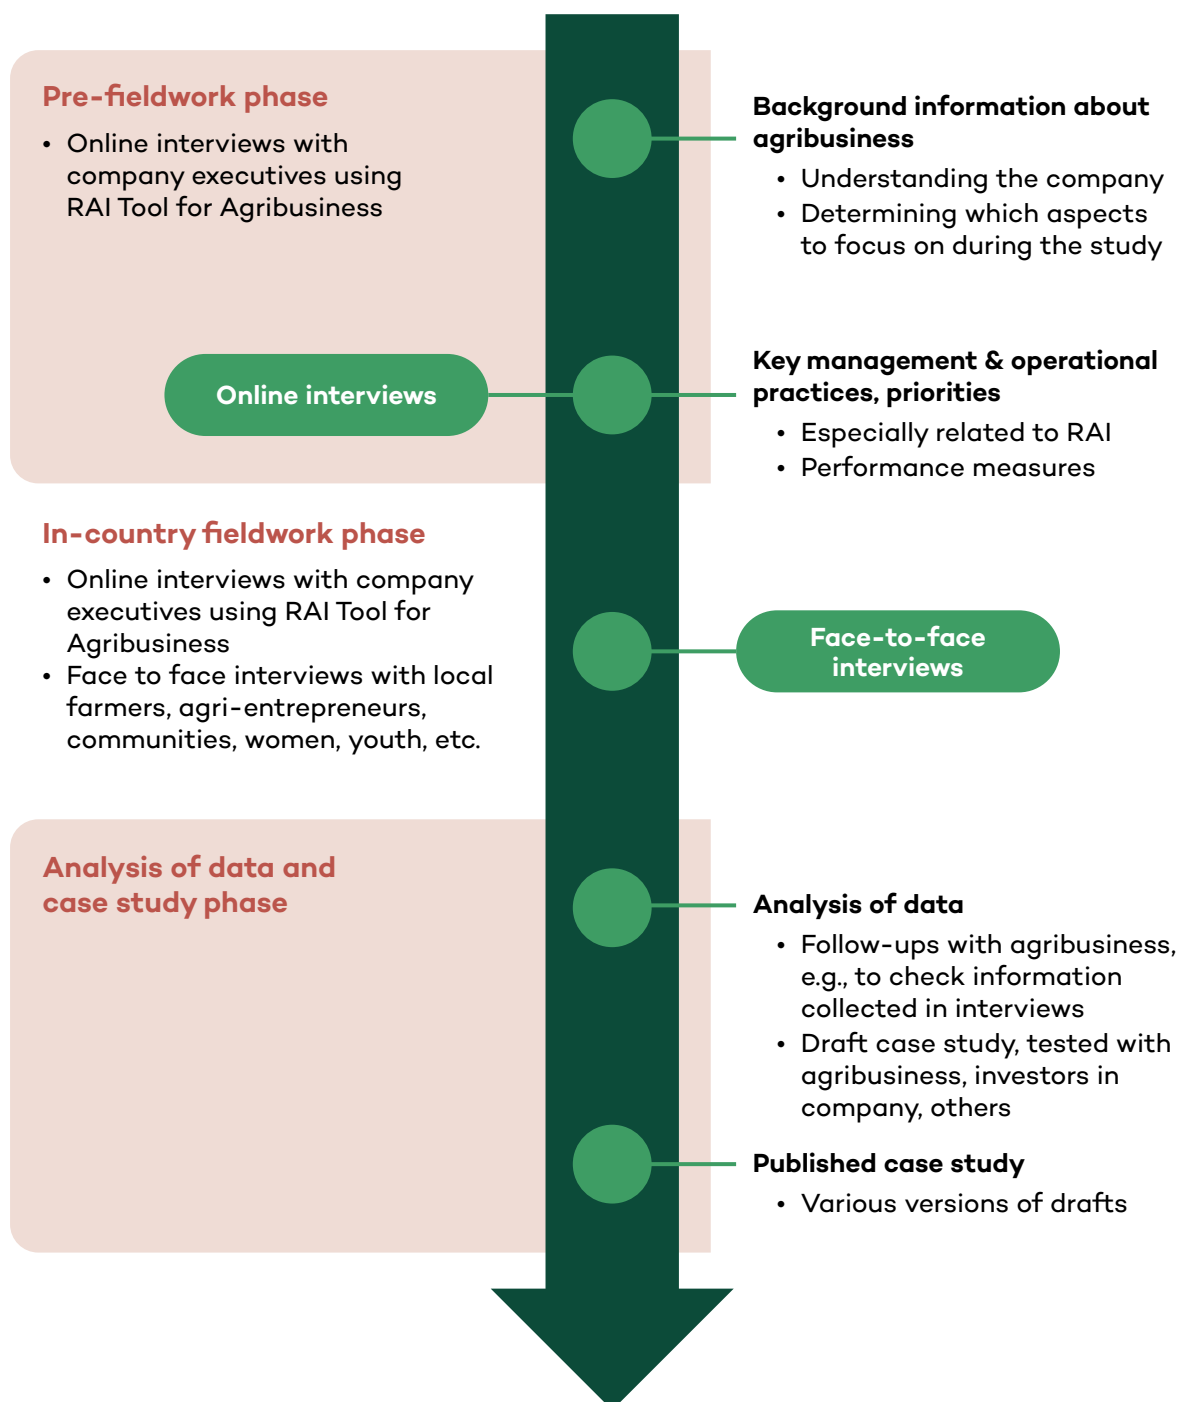 Pre-fieldwork phase
• Online interviews with
company executives using
RAI Tool for Agribusiness
Background information about
agribusiness
• Understanding the company
• Determining which aspects
to focus on during the study
Online interviews
Key management & operational
practices, priorities
• Especially related to RAI
• Performance measures
In-country fieldwork phase
• Online interviews with company
executives using RAI Tool for
Agribusiness
• Face to face interviews with local
farmers, agri-entrepreneurs,
communities, women, youth, etc.
Face-to-face
interviews
Analysis of data and
case study phase
Analysis of data
• Follow-ups with agribusiness,
e.g., to check information
collected in interviews
• Draft case study, tested with
agribusiness, investors in
company, others
Published case study
• Various versions of drafts